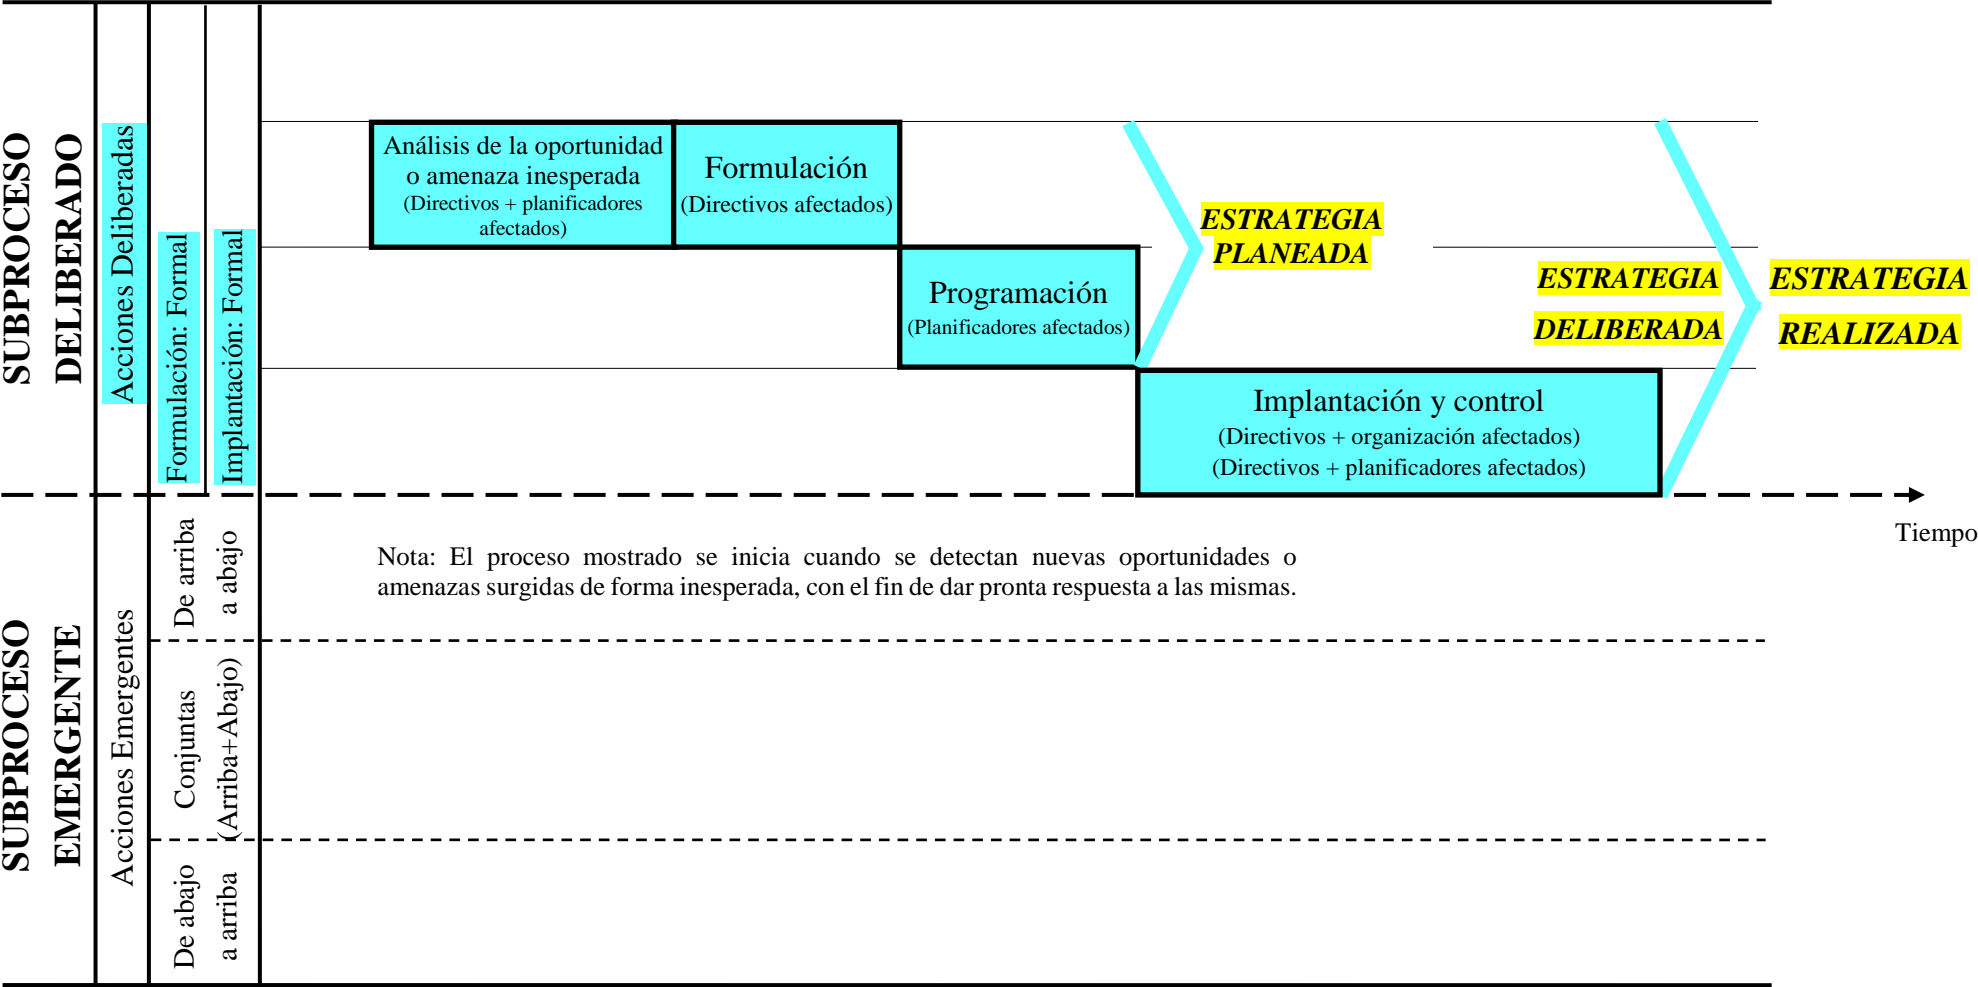 SUBPROCESO
DELIBERADO
Acciones Deliberadas
Formulación: Formal
Implantación: Formal
Análisis de la oportunidad
o amenaza inesperada
(Directivos + planificadores
afectados)
Formulación
(Directivos afectados)
Programación
(Planificadores afectados)
ESTRATEGIA
PLANEADA
Implantación y control
(Directivos + organización afectados)
(Directivos + planificadores afectados)
ESTRATEGIA
DELIBERADA
ESTRATEGIA
REALIZADA
Tiempo
SUBPROCESO
EMERGENTE
Acciones Emergentes
De arriba
a abajo
Conjuntas
(Arriba+Abajo)
De abajo
a arriba
Nota: El proceso mostrado se inicia cuando se detectan nuevas oportunidades o
amenazas surgidas de forma inesperada, con el fin de dar pronta respuesta a las mismas.